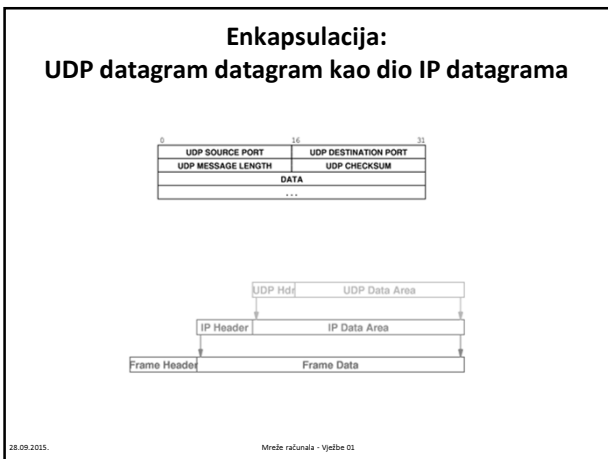 Enkapsulacija:
UDP datagram datagram kao dio IP datagrama
0 16 31
UDP SOURCE PORT UDP DESTINATION PORT
UDP MESSAGE LENGTH UDP CHECKSUM
DATA
...
UDP Hdr UDP Data Area
IP Header IP Data Area
Frame Header Frame Data
28.09.2015. Mreže računala - Vježbe 01